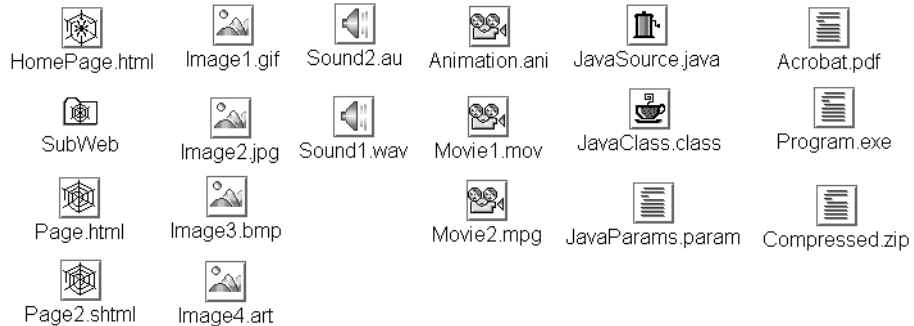 HomePage.html Image1.gif Sound2.au Animation.ani JavaSource.java Acrobat.pdf
SubWeb Image2.jpg Sound1.wav Movie1.mov JavaClass.class Program.exe
Page.html Image3.bmp Movie2.mpg JavaParams.param Compressed.zip
Page2.shtml Image4.art